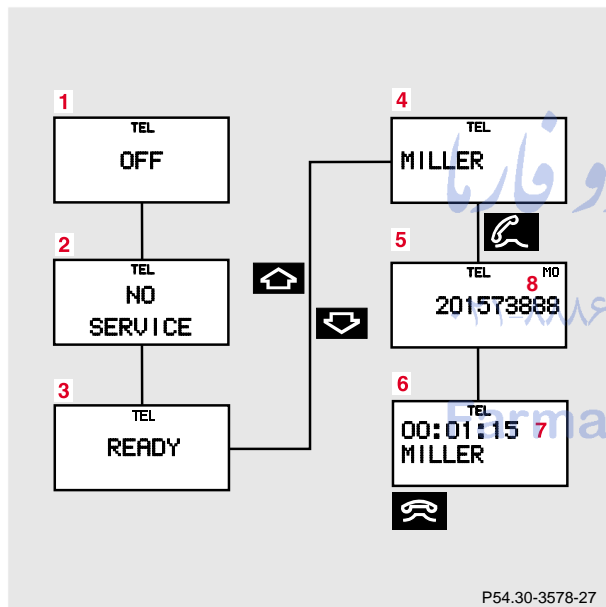 1
TEL
OFF
2
TEL
NO
SERVICE
3
TEL
READY
4
TEL
MILLER
5
TEL MO
8
201573888
6
TEL
00:01:15 7
MILLER
Farma
P54.30-3578-27